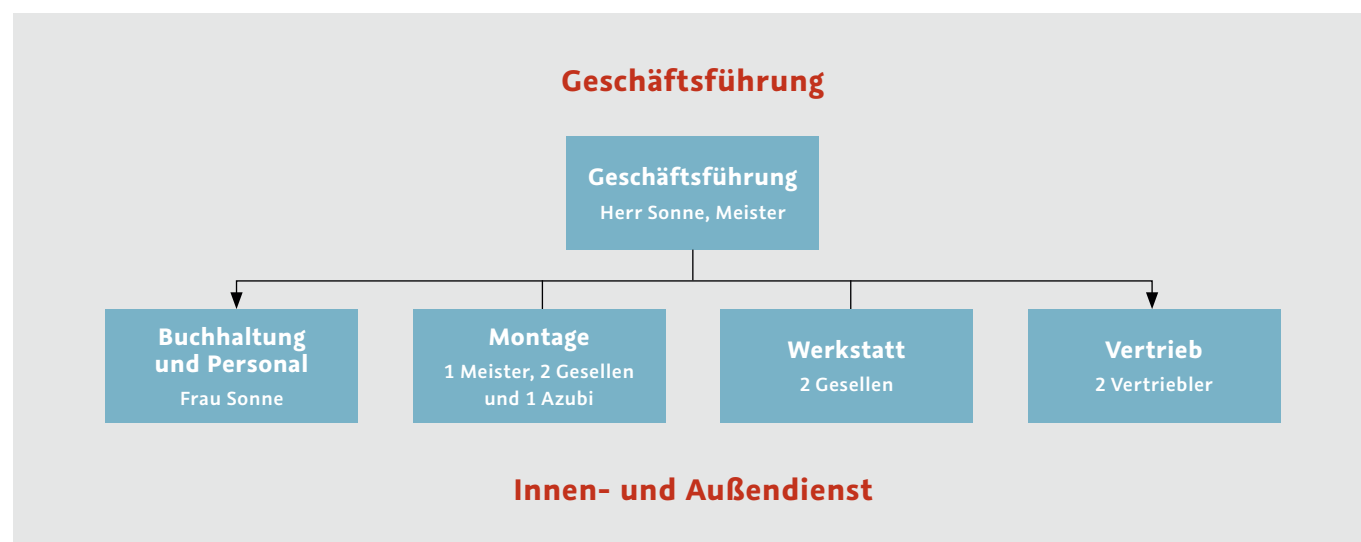 Geschäftsführung
Geschäftsführung
Herr Sonne, Meister
Buchhaltung
und Personal
Frau Sonne
Montage
1 Meister, 2 Gesellen
und 1 Azubi
Werkstatt
2 Gesellen
Vertrieb
2 Vertriebler
Innen- und Außendienst